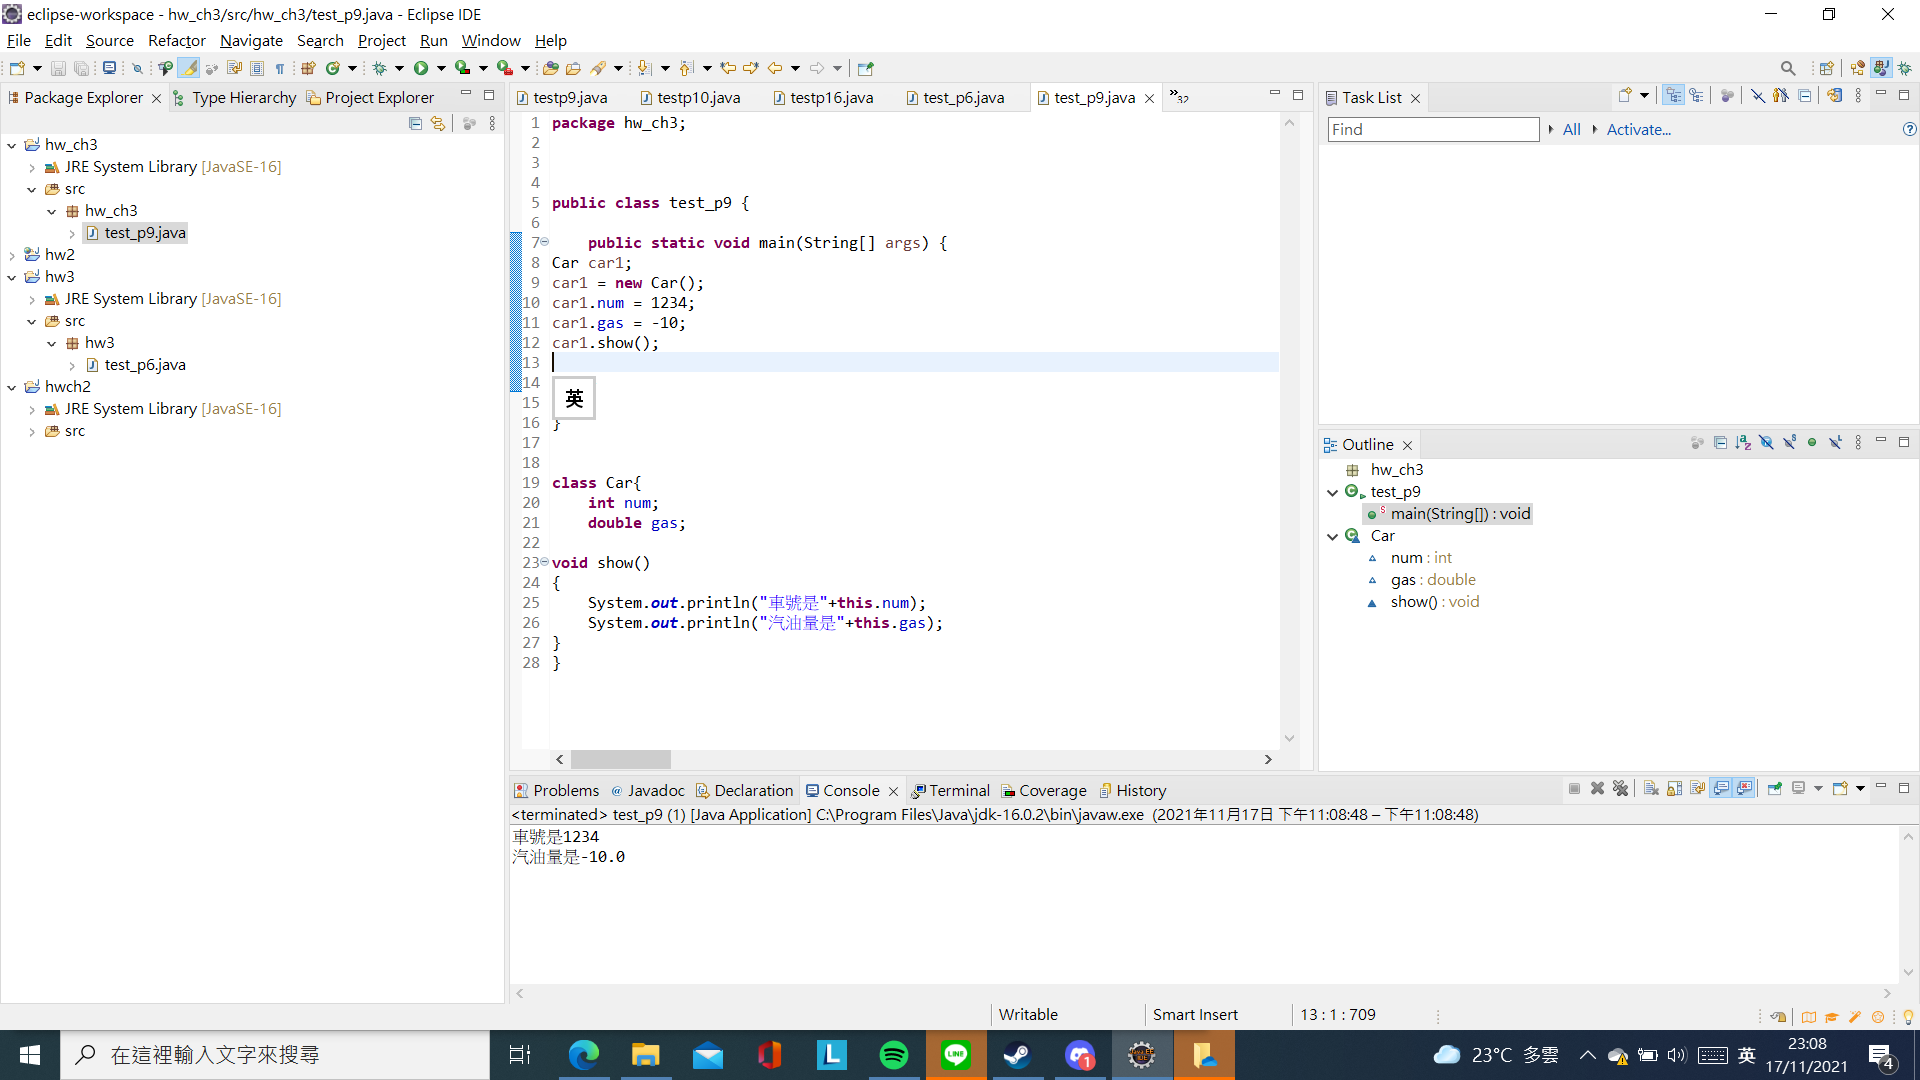 eclipse-workspace - hw_ch3/src/hw_ch3/test_p9.java - Eclipse IDE
File Edit Source Refactor Navigate Search Project Run Window Help
Package Explorer Type Hierarchy Project Explorer
hw_ch3
JRE System Library [JavaSE-16]
src
hw_ch3
test_p9.java
hw2
hw3
JRE System Library [JavaSE-16]
src
hw3
test_p6.java
hwch2
JRE System Library [JavaSE-16]
src
testp9.java testp10.java testp16.java test_p6.java test_p9.java »32
1 package hw_ch3;
2
3
4
5 public class test_p9 {
6
7 public static void main(String[] args) {
8 Car car1;
9 car1 = new Car();
10 car1.num = 1234;
11 car1.gas = -10;
12 car1.show();
13
14
15 英
16 }
17
18
19 class Car{
20 int num;
21 double gas;
22
23 void show()
24 {
25 System.out.println("車號是"+this.num);
26 System.out.println("汽油量是"+this.gas);
27 }
28 }
Task List
Find All Activate...
Outline
hw_ch3
test_p9
main(String[]) : void
Car
num : int
gas : double
show() : void
Problems @ Javadoc Declaration Console Terminal Coverage History
<terminated> test_p9 (1) [Java Application] C:\Program Files\Java\jdk-16.0.2\bin\javaw.exe (2021年11月17日 下午11:08:48 – 下午11:08:48)
車號是1234
汽油量是-10.0
Writable Smart Insert 13 : 1 : 709
在這裡輸入文字來搜尋
L
LINE
1
23°C 多雲
英
23:08
17/11/2021
4